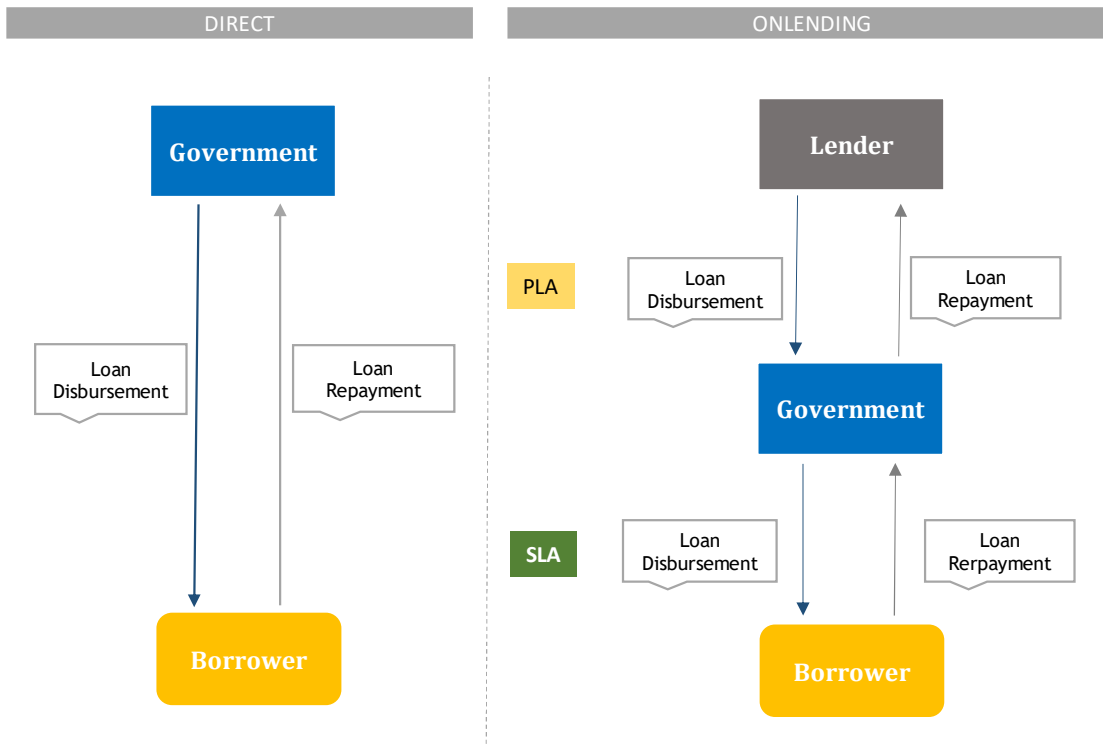 DIRECT
Government
Loan
Disbursement
Loan
Repayment
Borrower
ONLENDING
Lender
PLA
Loan
Disbursement
Loan
Repayment
Government
SLA
Loan
Disbursement
Loan
Rerpayment
Borrower